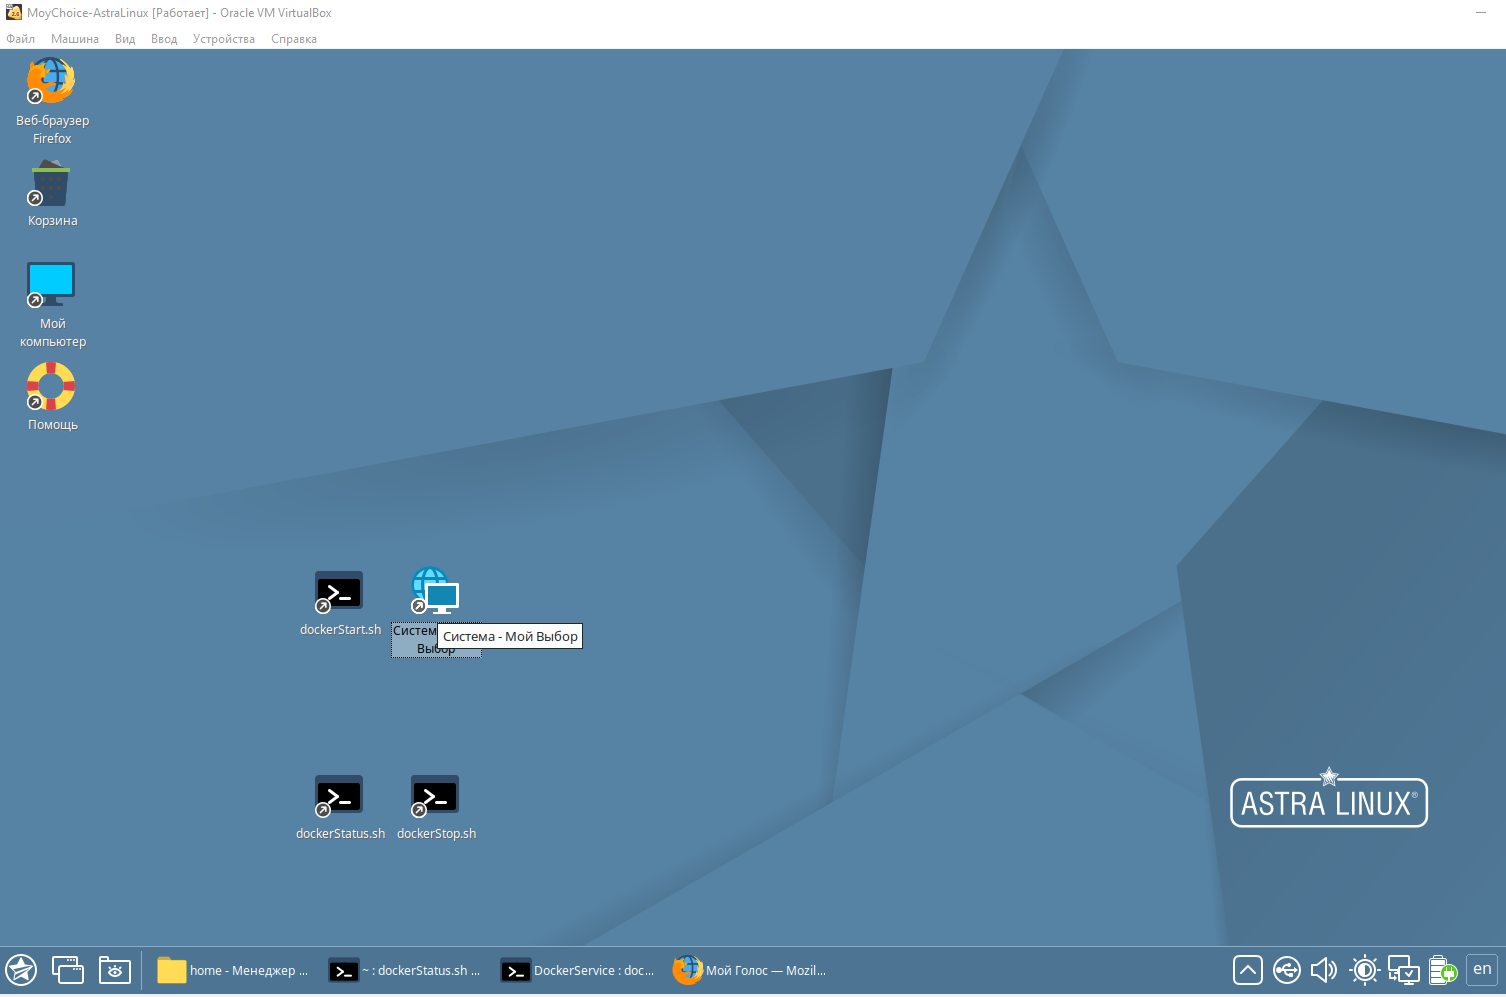 MoyChoice-AstraLinux [Работает] - Oracle VM VirtualBox
Файл Машина Вид Ввод Устройства Справка
Веб-браузер
Firefox
Корзина
Мой
компьютер
Помощь
dockerStart.sh
Систем
Выбор
Система - Мой Выбор
dockerStatus.sh
dockerStop.sh
ASTRA LINUX®
home - Менеджер ...
~ : dockerStatus.sh ...
DockerService : doc...
Мой Голос — Mozil...
en